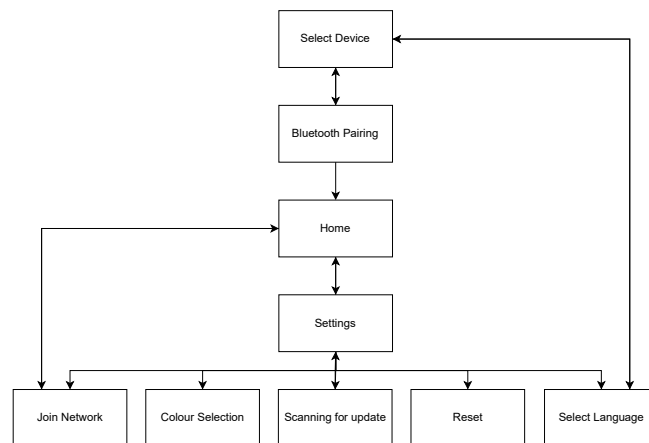 Select Device
Bluetooth Pairing
Home
Settings
Join Network
Colour Selection
Scanning for update
Reset
Select Language